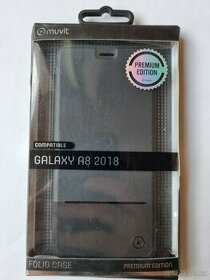 muvit
PREMIUM
EDITION
COMPATIBLE
GALAXY A8 2018
FOLIO CASE
PREMIUM EDITION